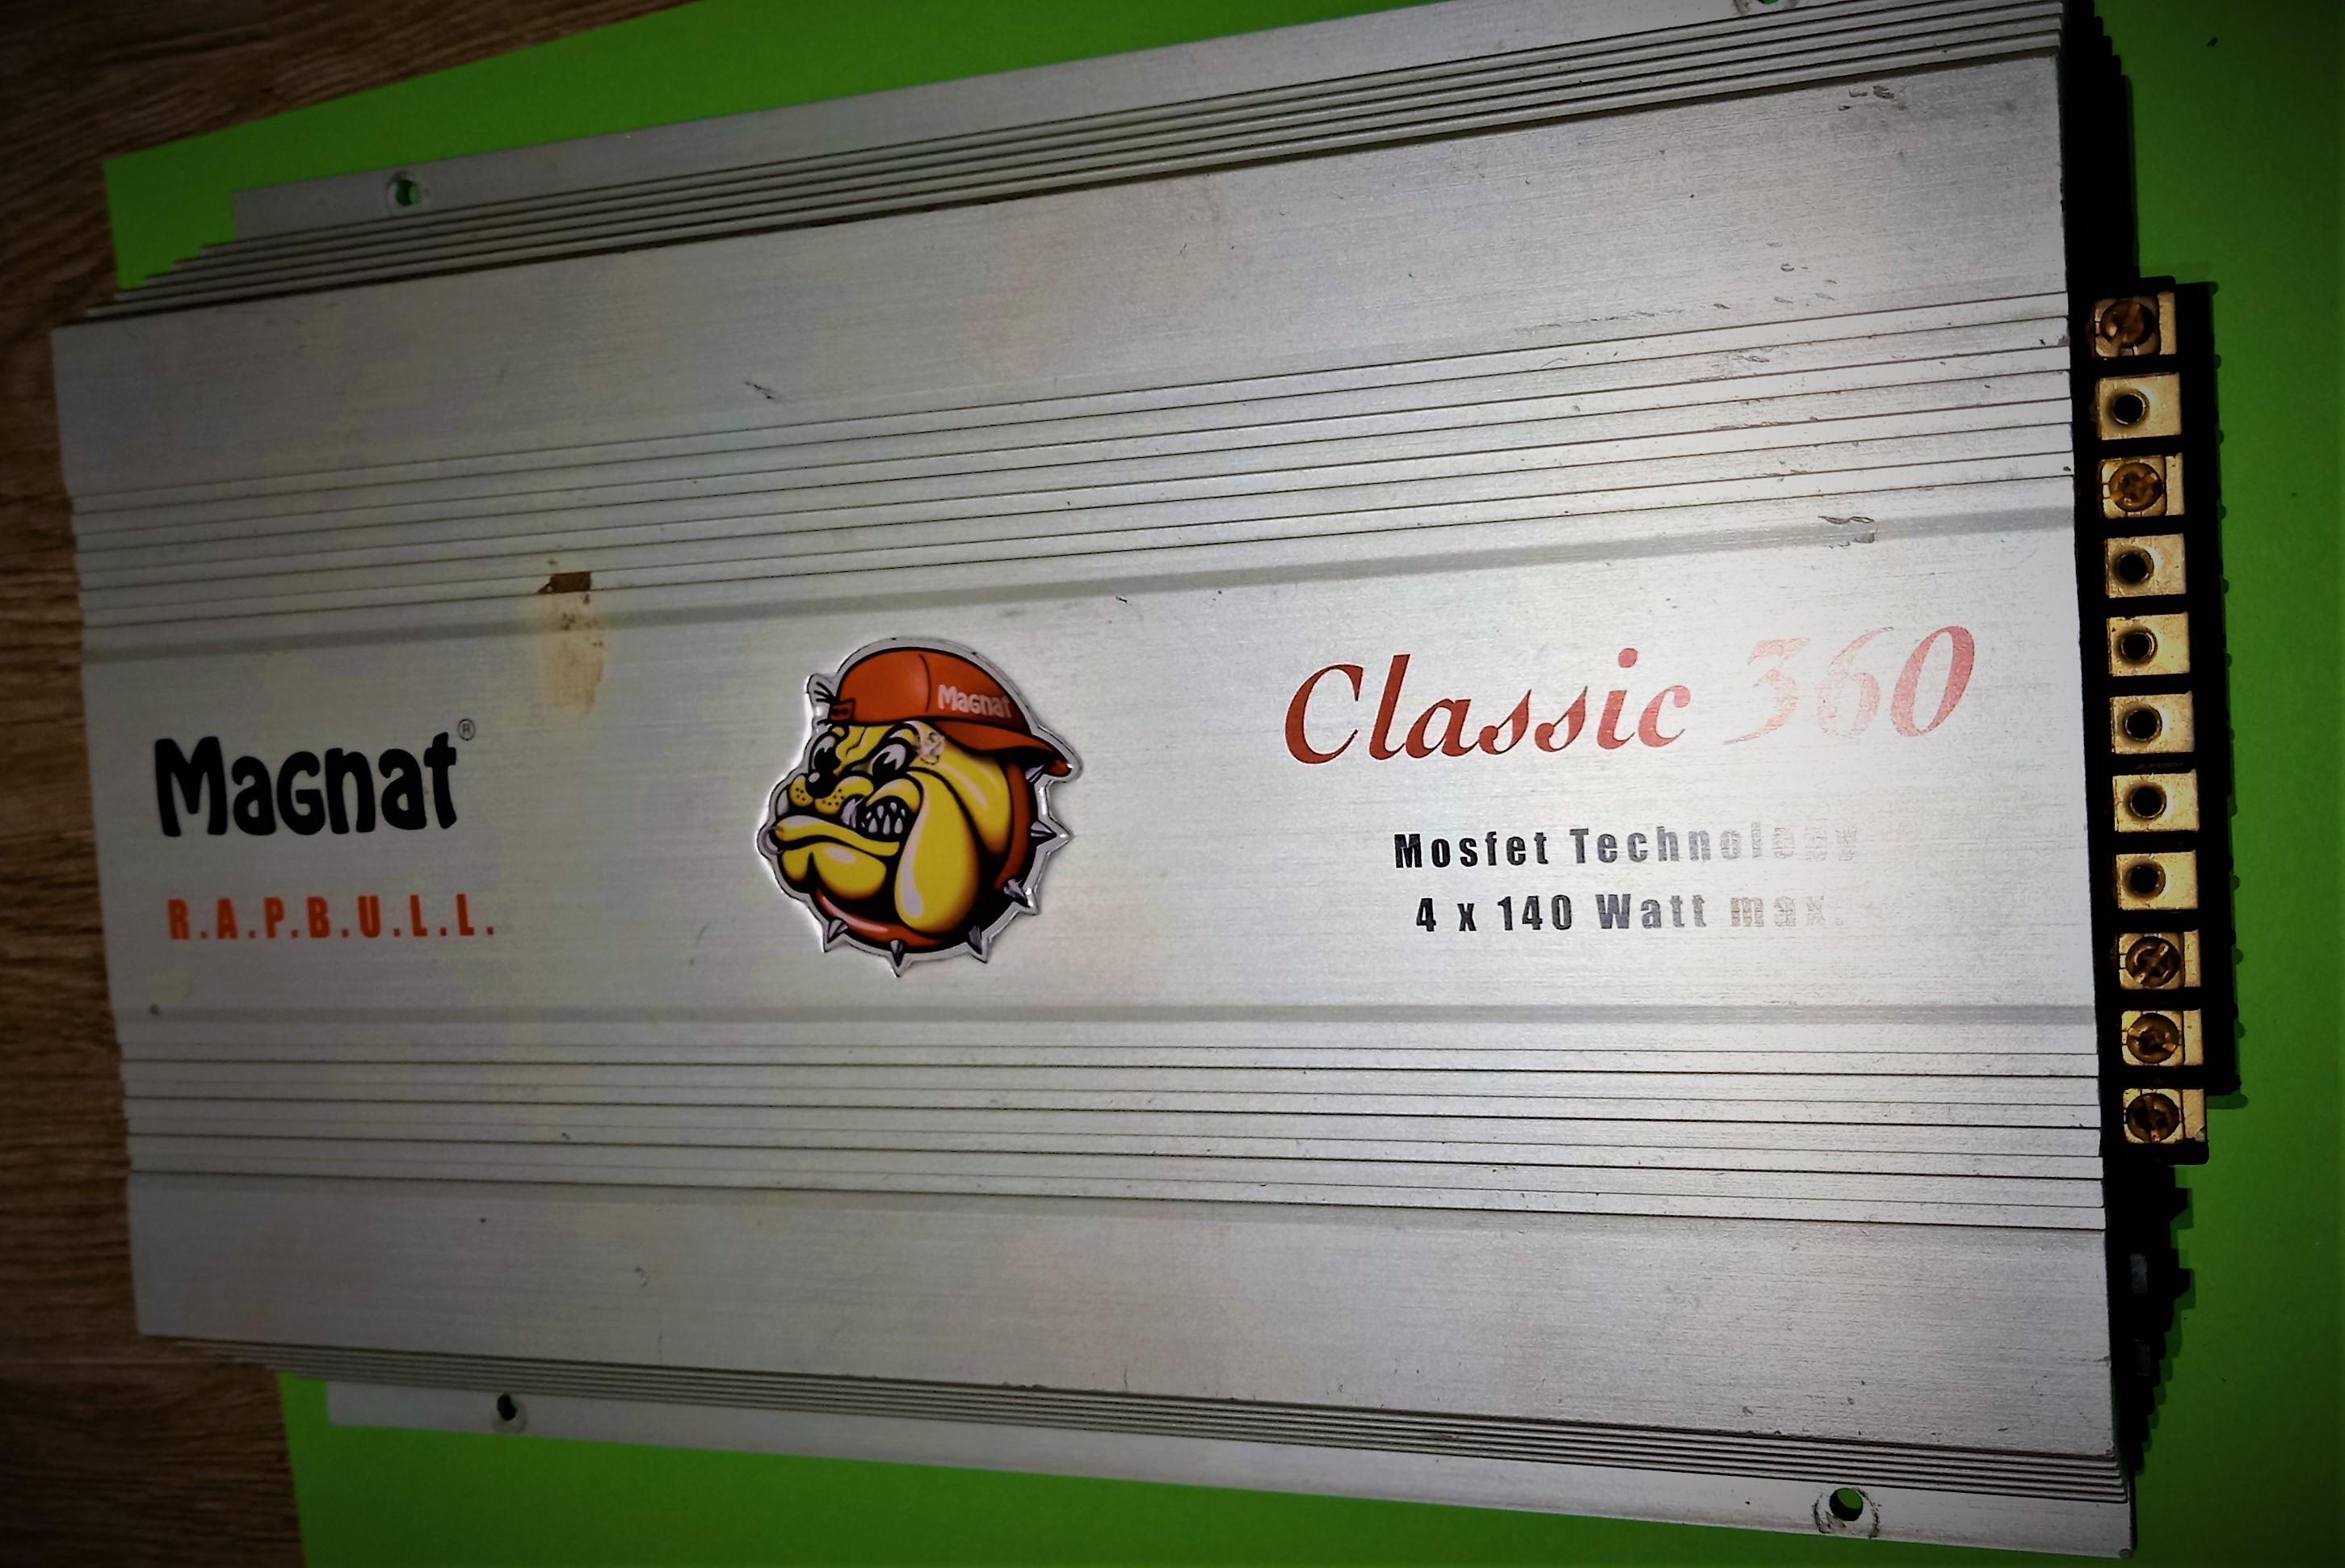 Magnat®
R.A.P.B.U.L.L.
Magnat
Classic 360
Mosfet Technology
4 x 140 Watt max.